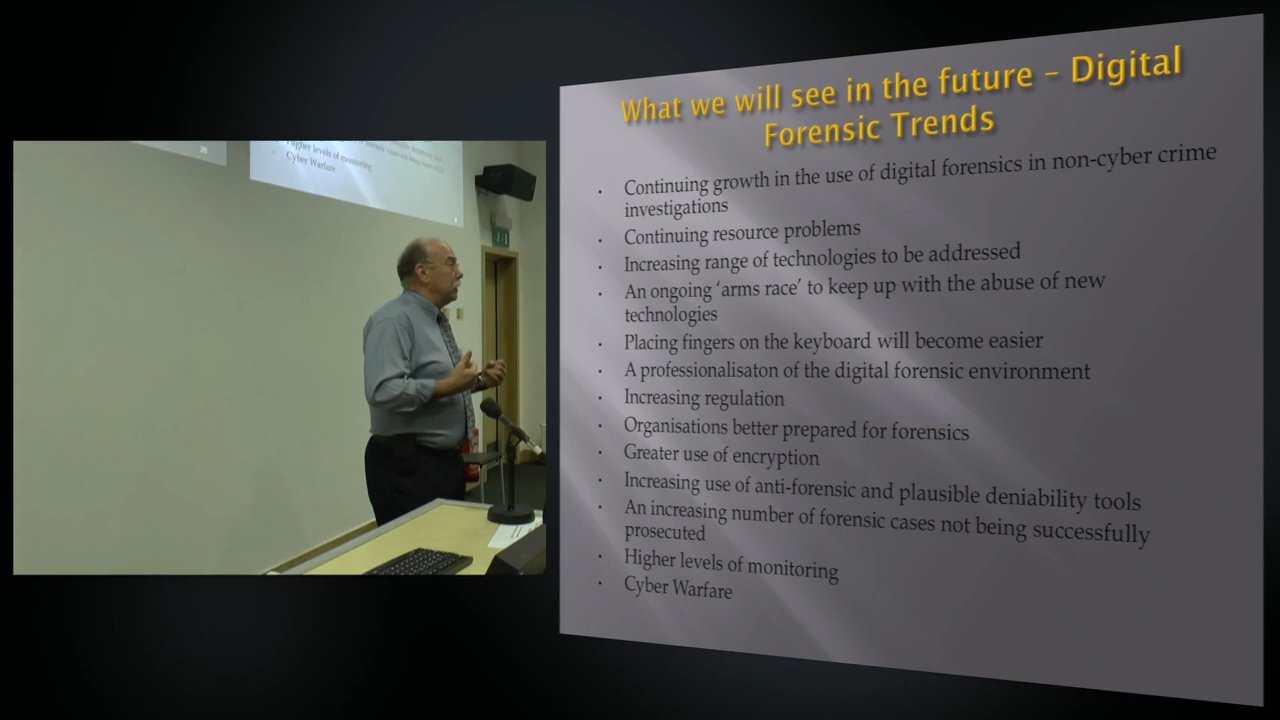 Higher levels of monitoring
Cyber Warfare
What we will see in the future – Digital
Forensic Trends
Continuing growth in the use of digital forensics in non-cyber crime
investigations
Continuing resource problems
Increasing range of technologies to be addressed
An ongoing 'arms race' to keep up with the abuse of new
technologies
Placing fingers on the keyboard will become easier
A professionalisaton of the digital forensic environment
Increasing regulation
Organisations better prepared for forensics
Greater use of encryption
Increasing use of anti-forensic and plausible deniability tools
An increasing number of forensic cases not being successfully
prosecuted
Higher levels of monitoring
Cyber Warfare